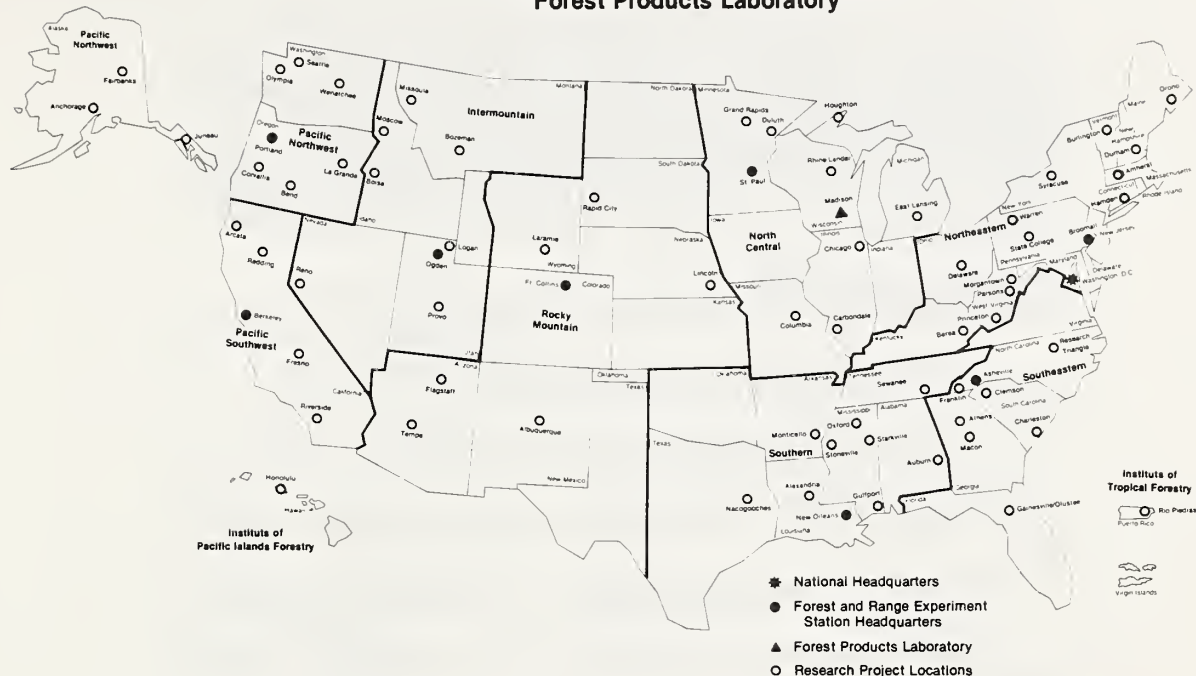 Forest Products Laboratory
Alaska
Pacific
Northwest
Fairbanks
Anchorage
Juneau
Washington
Seattle
Olympia
Wenatchee
Oregon
Portland
Pacific
Northwest
Corvallis
La Grande
Bend
Missoula
Montana
Moscow
Intermountain
Bozeman
Boise
Idaho
North Dakota
Minnesota
Grand Rapids
Duluth
Houghton
South Dakota
St. Paul
Rhine Lander
Michigan
Madison
Wisconsin
East Lansing
Rapid City
Iowa
Illinois
North
Central
Chicago
Indiana
Ohio
Nevada
Arcata
Redding
Reno
Logan
Ogden
Provo
Utah
Laramie
Wyoming
Ft. Collins
Colorado
Rocky
Mountain
Nebraska
Lincoln
Kansas
Missouri
Columbia
Carbondale
Kentucky
Berkeley
Pacific
Southwest
Fresno
California
Riverside
Arizona
Flagstaff
Tempe
Albuquerque
New Mexico
Oklahoma
Texas
Oklahoma
Arkansas
Tennessee
Texas
Maine
Orono
Vermont
Burlington
New
Hampshire
Durham
Amherst
Massachusetts
Connecticut
Hamden
Rhode Island
Syracuse
New York
Northeastern
Warren
Broomall
New Jersey
State College
Pennsylvania
Maryland
Delaware
Washington D.C.
Delaware
Morgantown
Parsons
West Virginia
Princeton
Berea
Virginia
North Carolina
Research
Triangle
Asheville
Southeastern
Sewanee
Franklin
Clemson
South Carolina
Athens
Charleston
Macon
Mississippi
Alabama
Oxford
Monticello
Starkville
Southern
Stoneville
Auburn
Georgia
Alexandria
Gulfport
Florida
Nacogdoches
New Orleans
Louisiana
Gainesville/Olustee
Honolulu
Hawaii
Instituts of
Pacific Islands Forestry
Instituts of
Tropical Forestry
Rio Piedras
Puerto Rico
Virgin Islands
National Headquarters
Forest and Range Experiment
Station Headquarters
Forest Products Laboratory
Research Project Locations